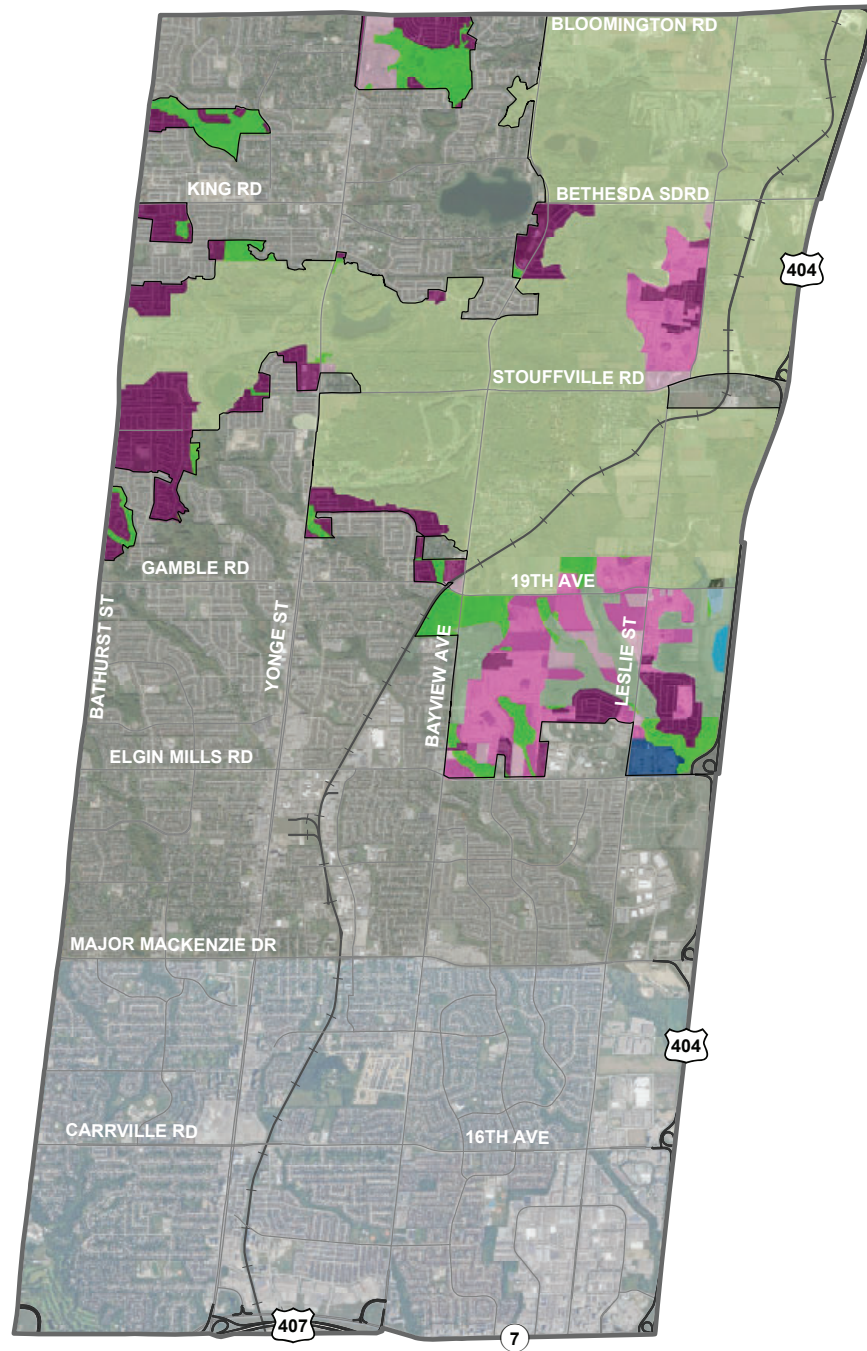 BLOOMINGTON RD
KING RD
BETHESDA SDRD
404
STOUFFVILLE RD
GAMBLE RD
19TH AVE
BATHURST ST
YONGE ST
BAYVIEW AVE
LESLIE ST
ELGIN MILLS RD
MAJOR MACKENZIE DR
404
CARRVILLE RD
16TH AVE
407
7